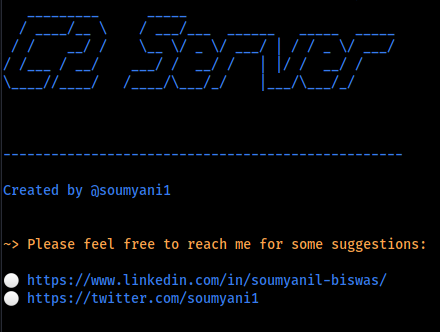 C2 Server
Created by @soumyani1
~> Please feel free to reach me for some suggestions:
https://www.linkedin.com/in/soumyanil-biswas/
https://twitter.com/soumyani1